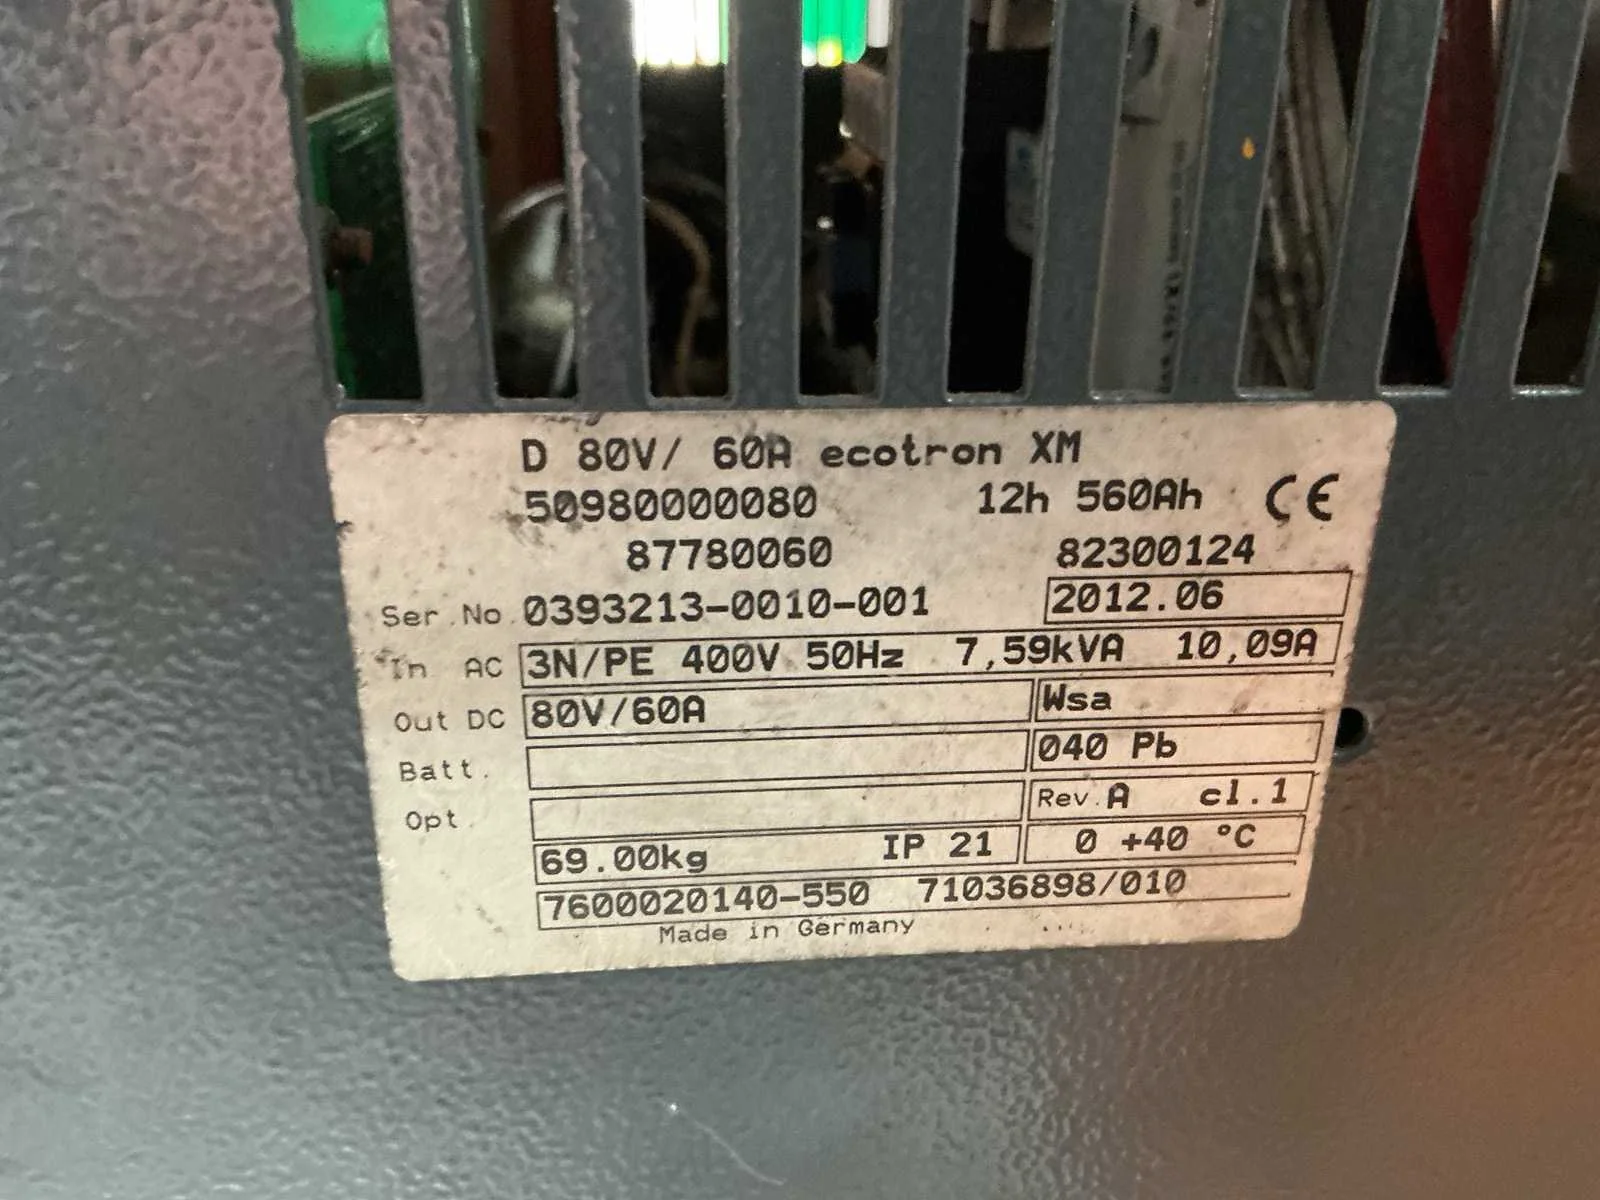 D 80V/ 60A ecotron XM
50980000080 12h 560Ah CE
87780060 82300124
Ser.No. 0393213-0010-001 2012.06
In AC 3N/PE 400V 50Hz 7,59kVA 10,09A
Out DC 80V/60A Wsa
Batt. 040 Pb
Opt. Rev.A cl.1
69.00kg IP 21 0 +40 °C
7600020140-550 71036898/010
Made in Germany